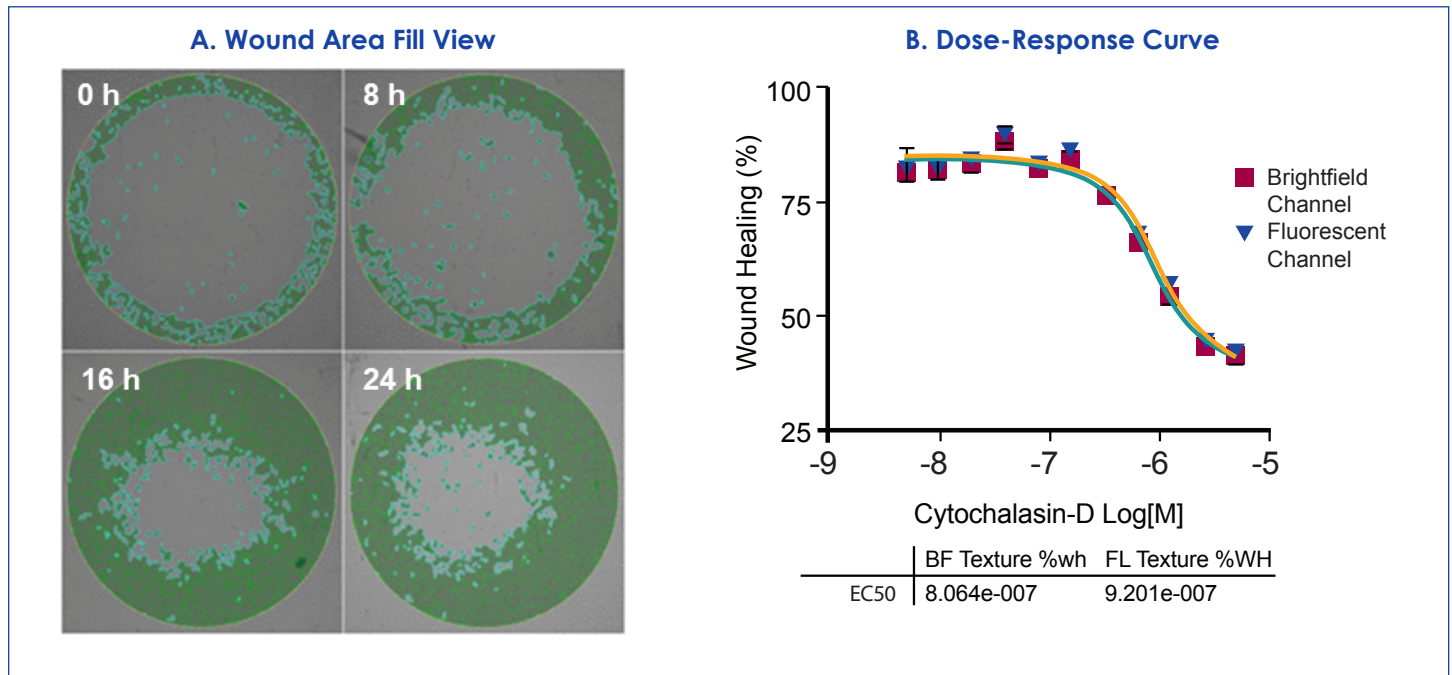 A. Wound Area Fill View
0 h
8 h
16 h
24 h
B. Dose-Response Curve
100
75
50
25
Wound Healing (%)
-9 -8 -7 -6 -5
Cytochalasin-D Log[M]
Brightfield
Channel
Fluorescent
Channel
BF Texture %wh FL Texture %WH
EC50 8.064e-007 9.201e-007